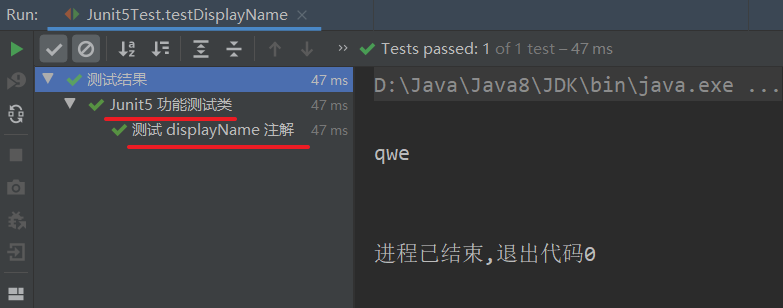 Run: Junit5Test.testDisplayName ×
Tests passed: 1 of 1 test – 47 ms
测试结果 47 ms
Junit5 功能测试类 47 ms
测试 displayName 注解 47 ms
D:\Java\Java8\JDK\bin\java.exe ...
qwe
进程已结束,退出代码0